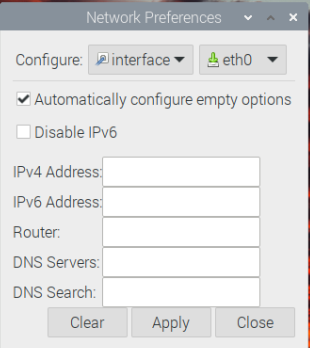 Network Preferences
Configure: interface eth0
Automatically configure empty options
Disable IPv6
IPv4 Address:
IPv6 Address:
Router:
DNS Servers:
DNS Search:
Clear Apply Close